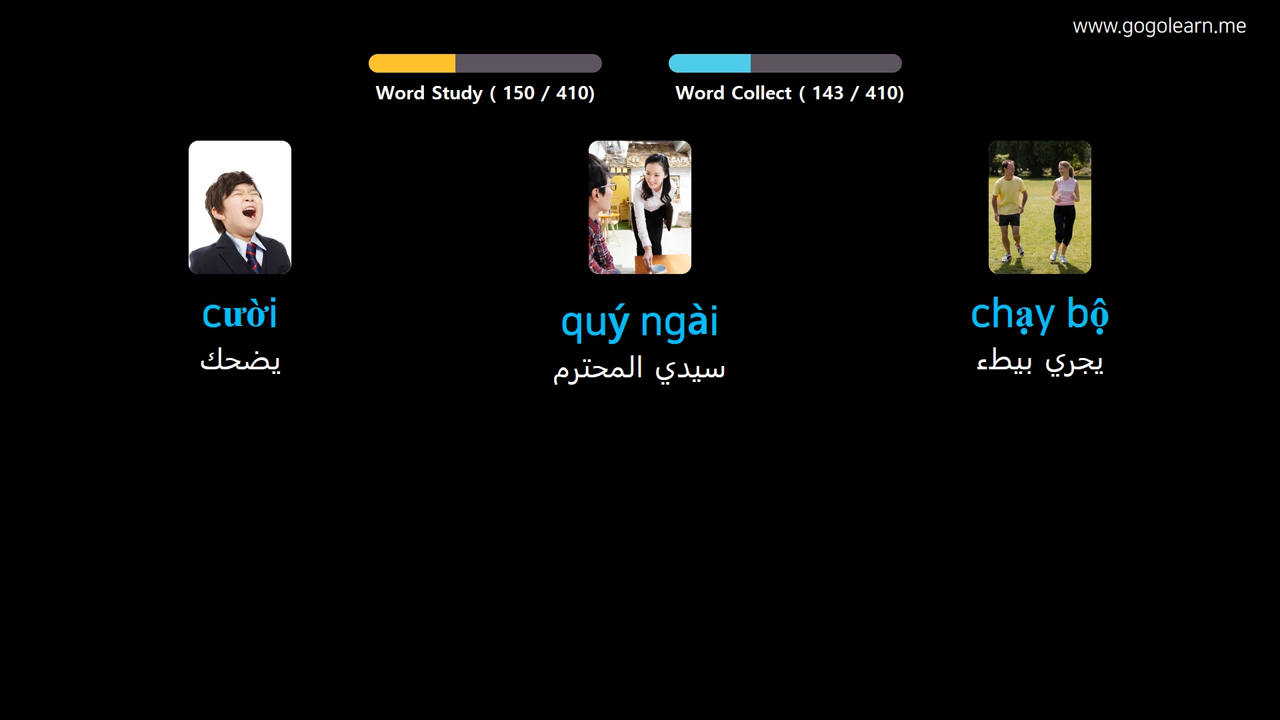 www.gogolearn.me
Word Study ( 150 / 410)
Word Collect ( 143 / 410)
cười
يضحك
quý ngài
سيدي المحترم
chạy bộ
يجري بيطء